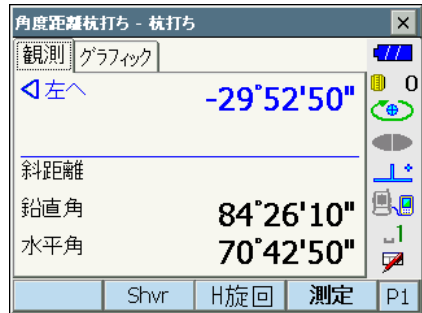 角度距離杭打ち - 杭打ち ×
観測 グラフィック
左へ -29°52'50"
0
斜距離
鉛直角 84°26'10"
水平角 70°42'50"
1
Shvr H旋回 測定 P1